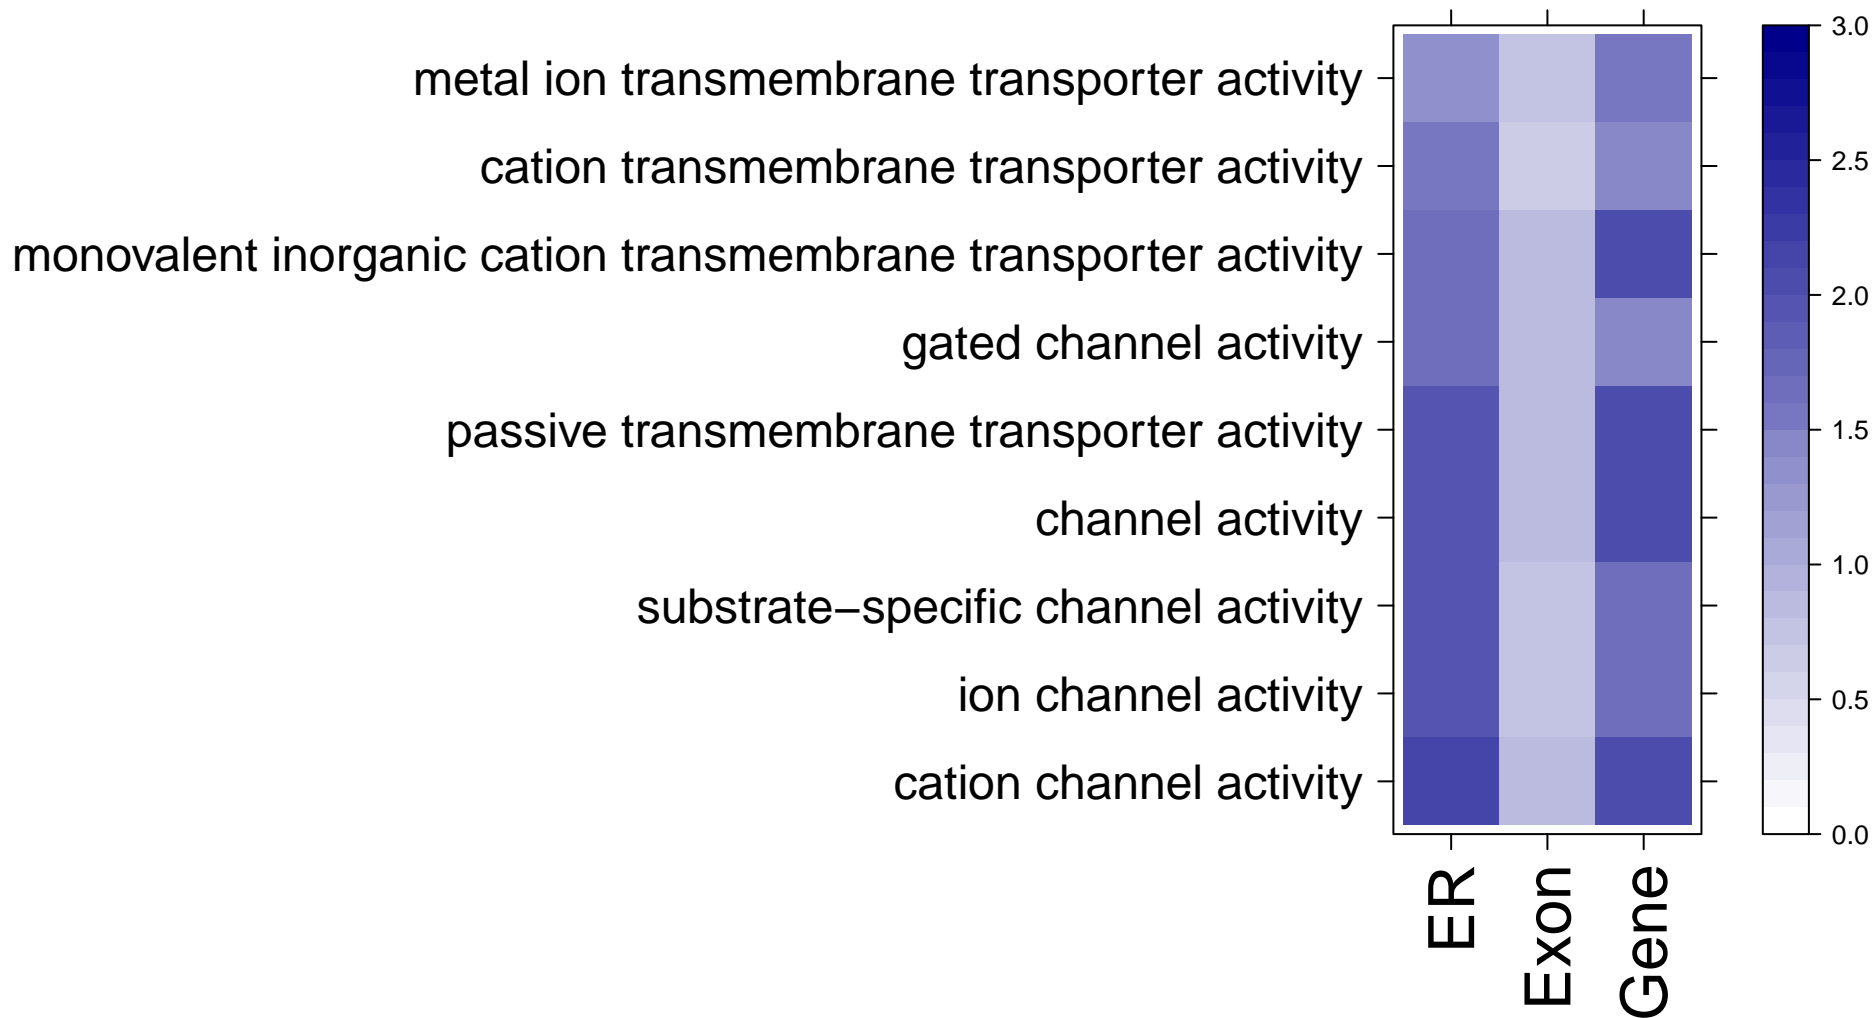 metal ion transmembrane transporter activity
cation transmembrane transporter activity
monovalent inorganic cation transmembrane transporter activity
gated channel activity
passive transmembrane transporter activity
channel activity
substrate−specific channel activity
ion channel activity
cation channel activity
ER
Exon
Gene
3.0
2.5
2.0
1.5
1.0
0.5
0.0